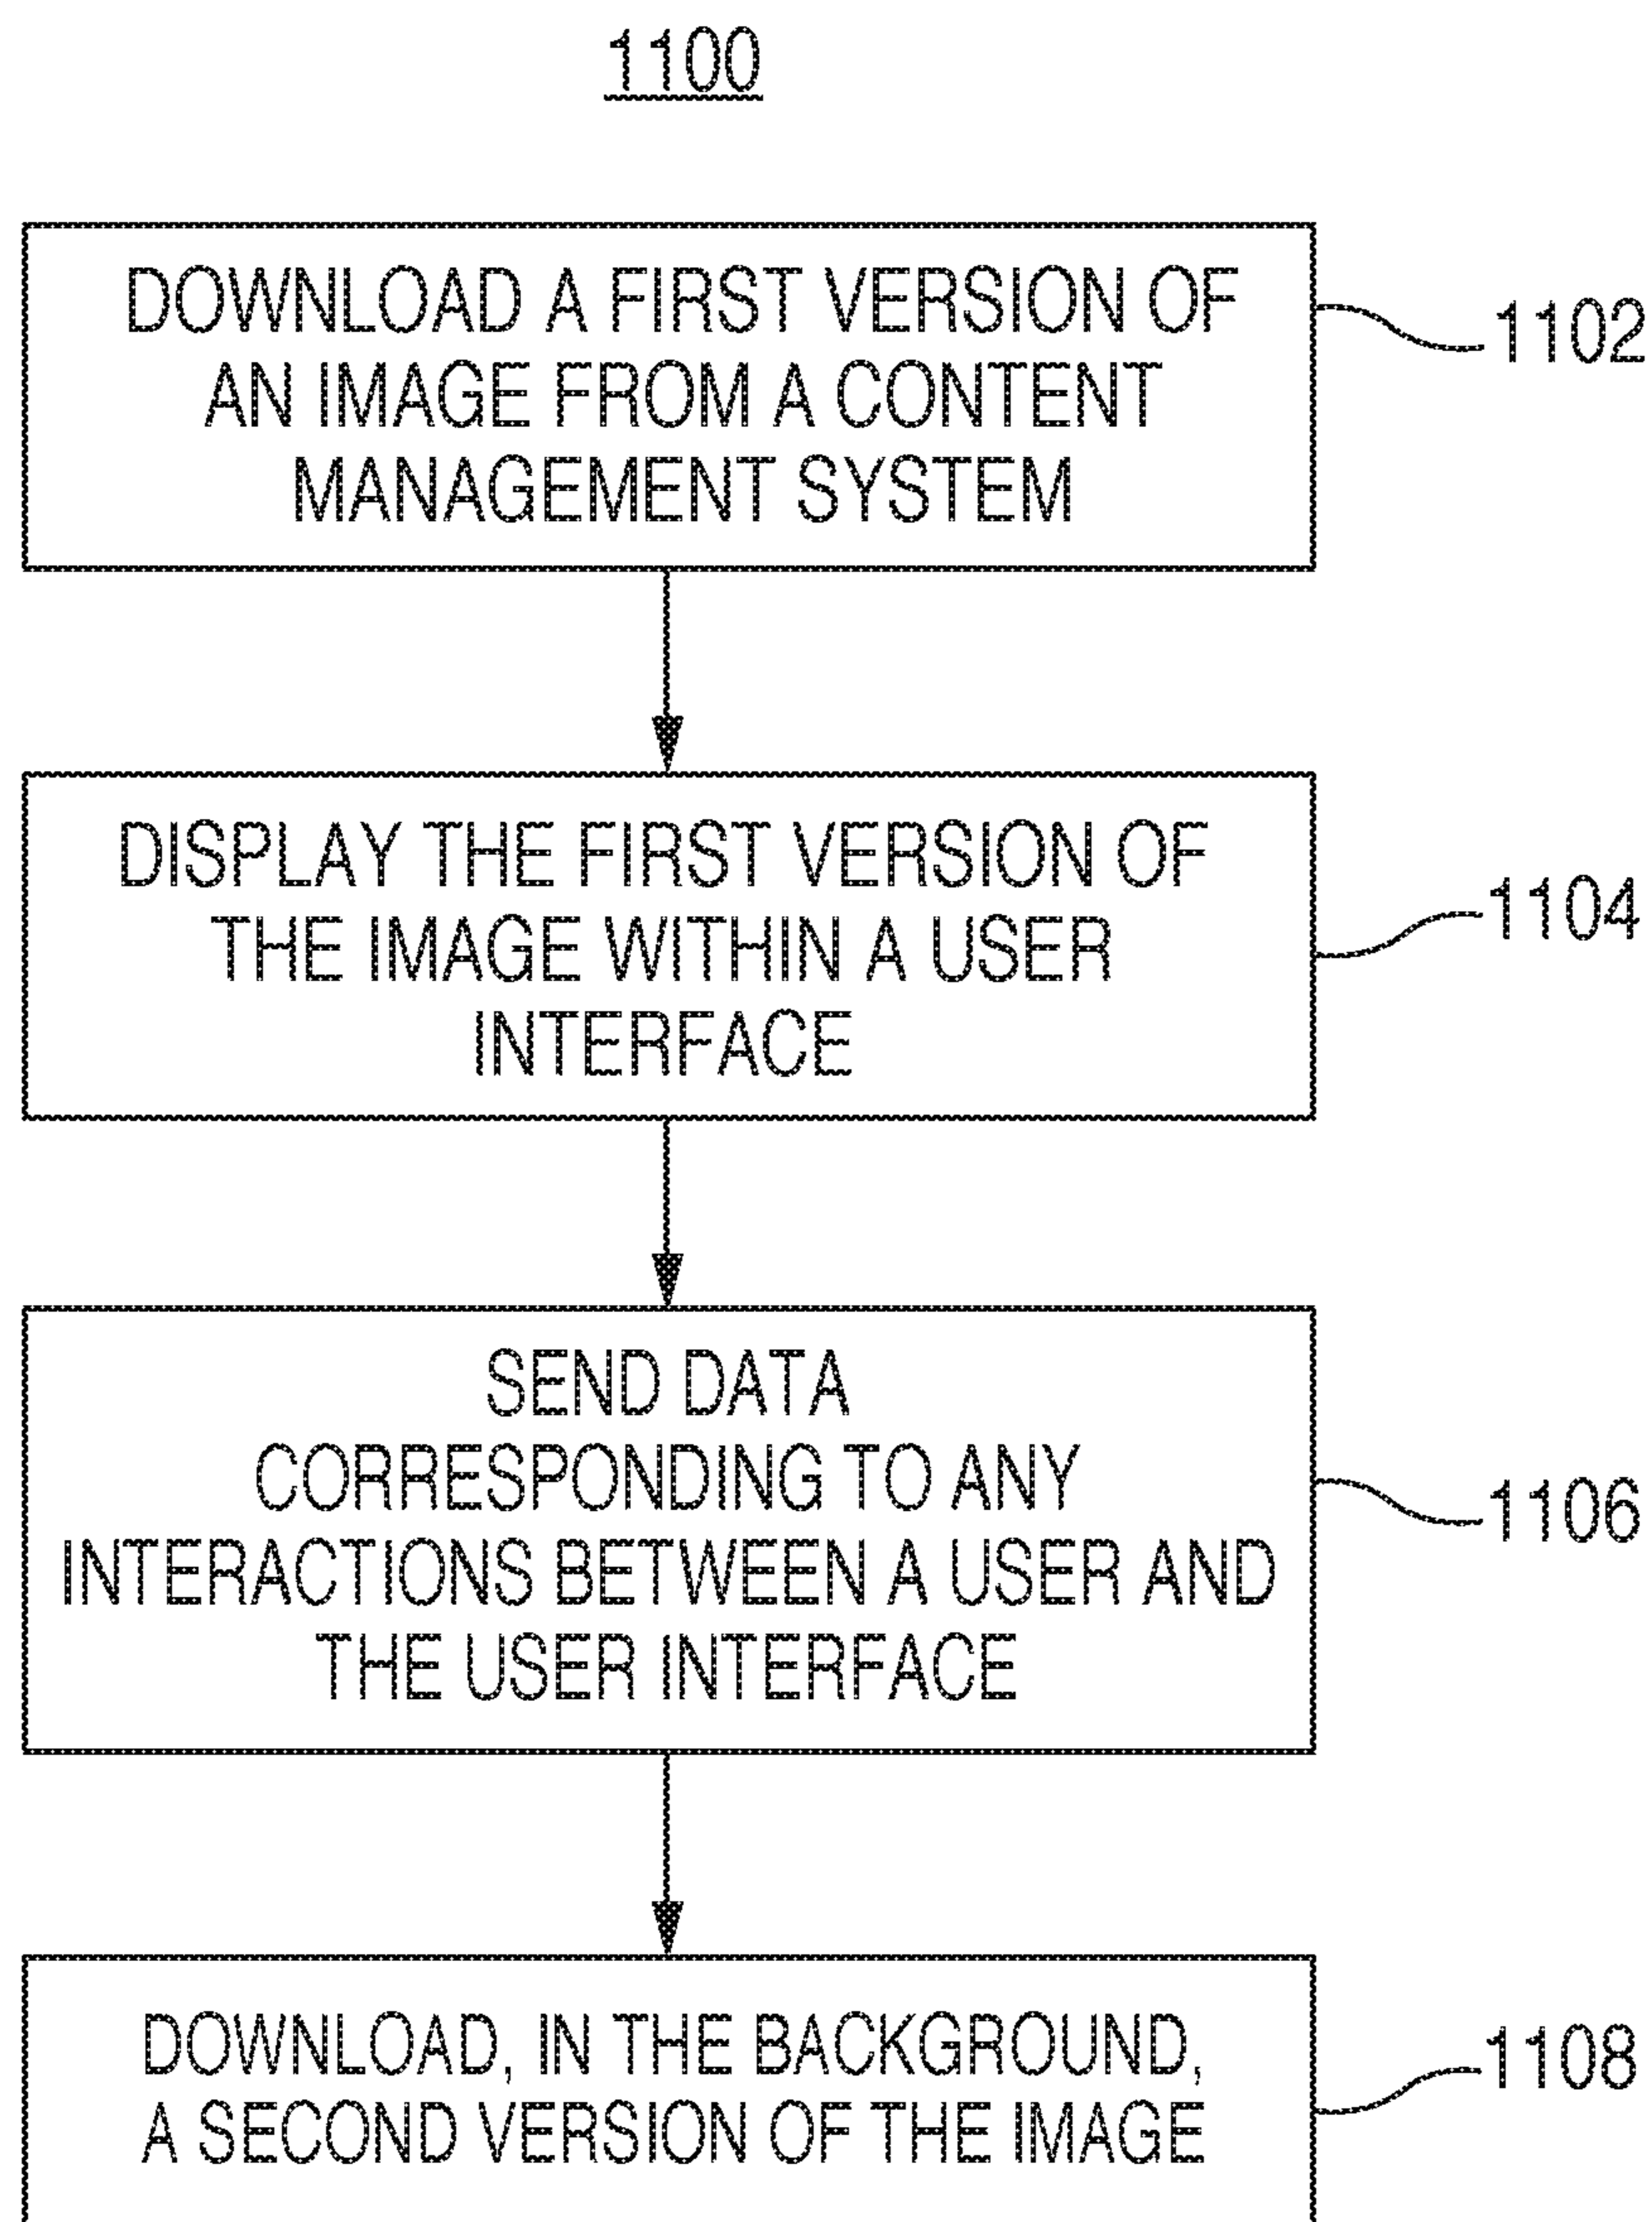 1100
DOWNLOAD A FIRST VERSION OF
AN IMAGE FROM A CONTENT
MANAGEMENT SYSTEM
1102
DISPLAY THE FIRST VERSION OF
THE IMAGE WITHIN A USER
INTERFACE
1104
SEND DATA
CORRESPONDING TO ANY
INTERACTIONS BETWEEN A USER AND
THE USER INTERFACE
1106
DOWNLOAD, IN THE BACKGROUND,
A SECOND VERSION OF THE IMAGE
1108